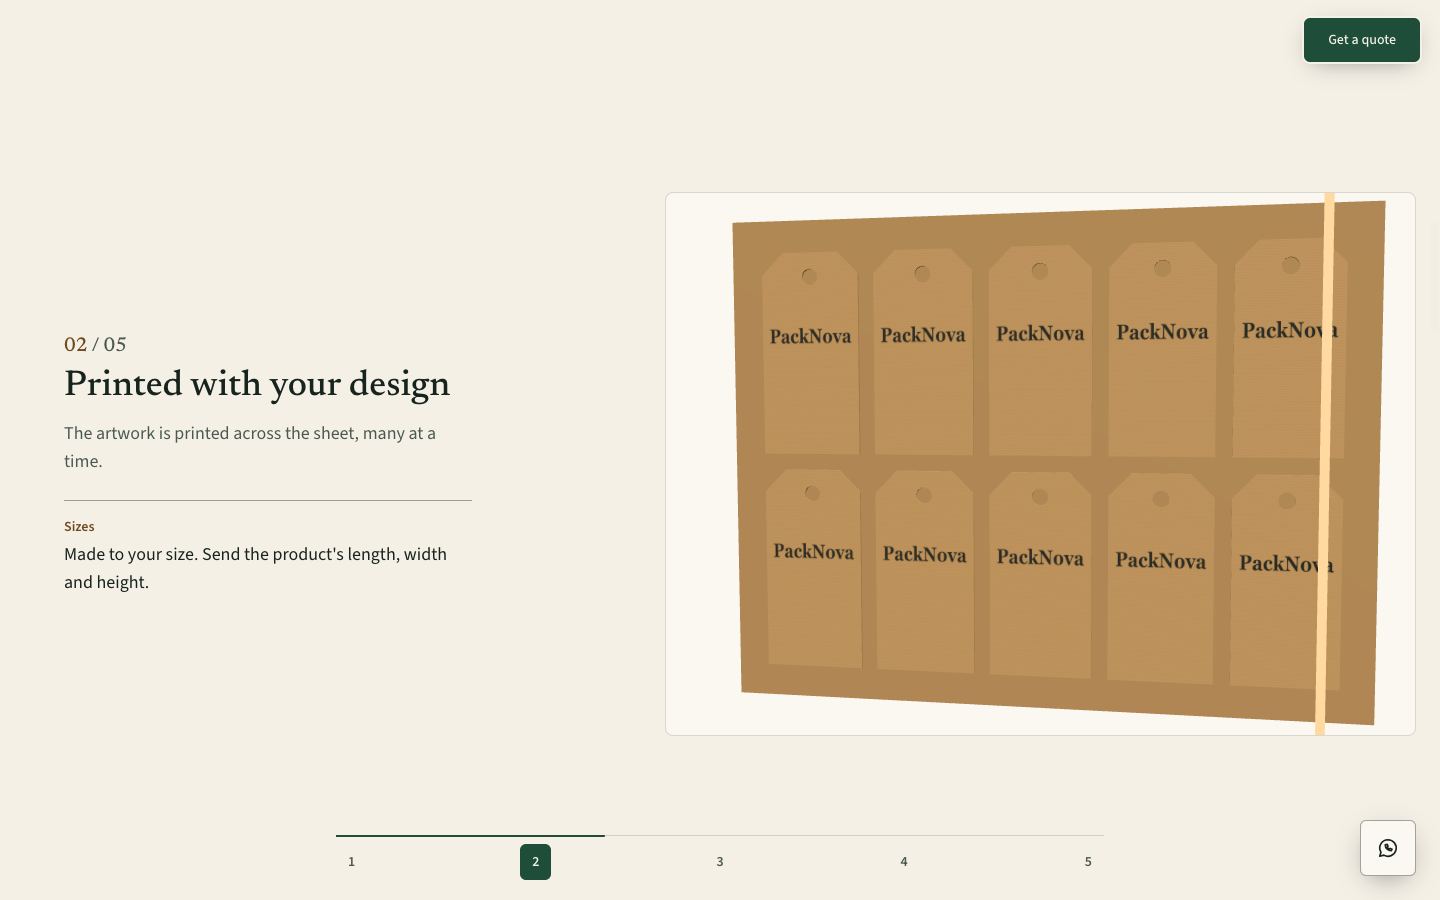 Get a quote
02 / 05
Printed with your design
The artwork is printed across the sheet, many at a
time.
Sizes
Made to your size. Send the product's length, width
and height.
PackNova PackNova PackNova PackNova PackNova
PackNova PackNova PackNova PackNova PackNova
1 2 3 4 5